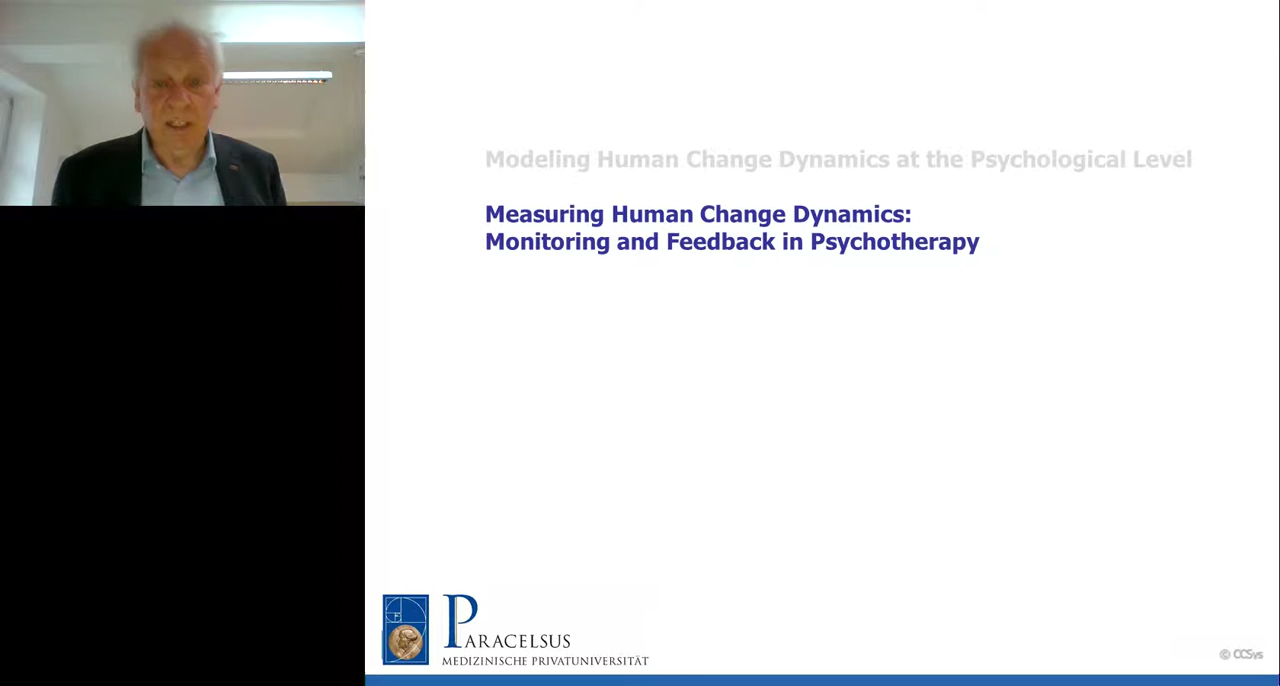 Modeling Human Change Dynamics at the Psychological Level
Measuring Human Change Dynamics:
Monitoring and Feedback in Psychotherapy
PARACELSUS
MEDIZINISCHE PRIVATUNIVERSITÄT
© CCSys